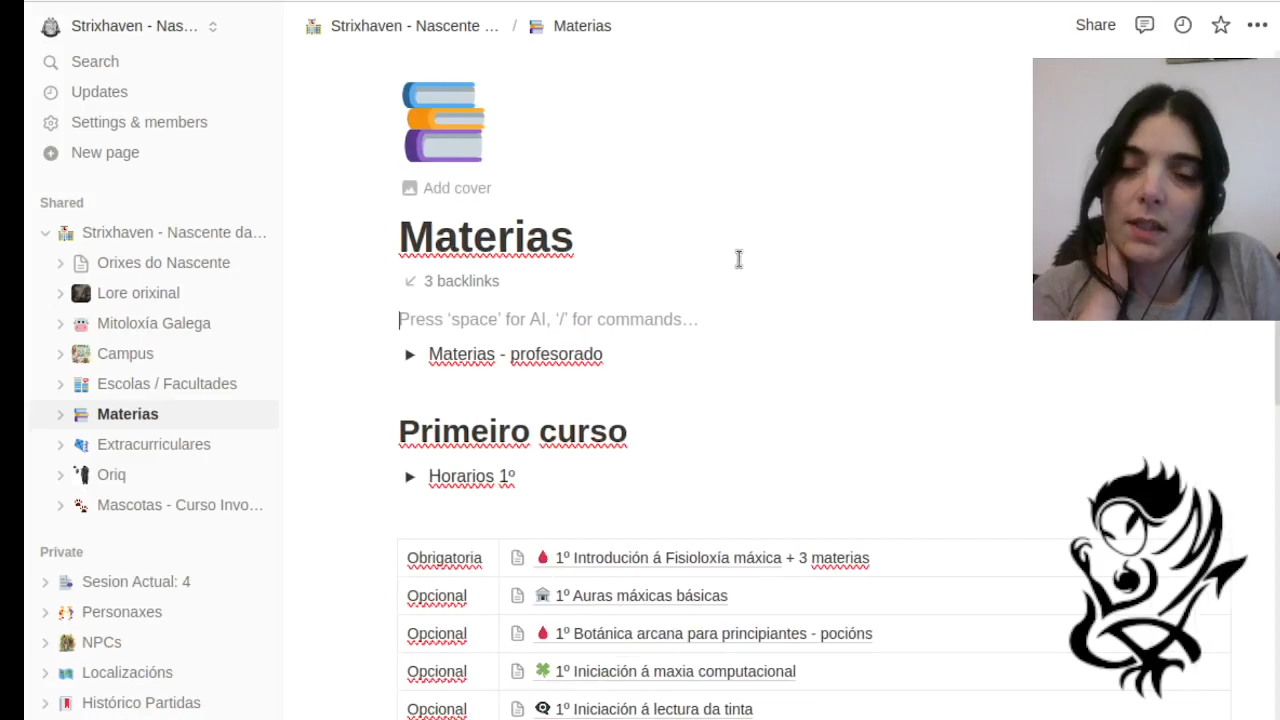 Strixhaven - Nas…
Search
Updates
Settings & members
New page
Shared
Strixhaven - Nascente da…
Orixes do Nascente
Lore orixinal
Mitoloxía Galega
Campus
Escolas / Facultades
Materias
Extracurriculares
Oriq
Mascotas - Curso Invo…
Private
Sesion Actual: 4
Personaxes
NPCs
Localizacións
Histórico Partidas
Strixhaven - Nascente … / Materias
Share
Add cover
Materias
3 backlinks
Press ‘space’ for AI, ‘/’ for commands…
Materias - profesorado
Primeiro curso
Horarios 1º
Obrigatoria 1º Introdución á Fisioloxía máxica + 3 materias
Opcional 1º Auras máxicas básicas
Opcional 1º Botánica arcana para principiantes - pocións
Opcional 1º Iniciación á maxia computacional
Opcional 1º Iniciación á lectura da tinta